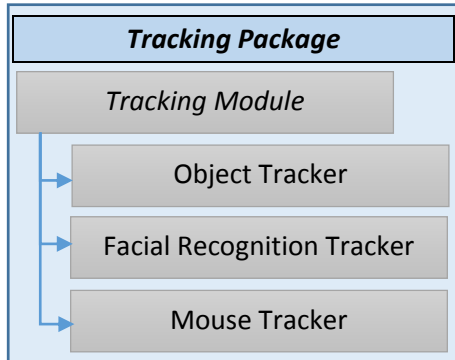 Tracking Package
Tracking Module
Object Tracker
Facial Recognition Tracker
Mouse Tracker